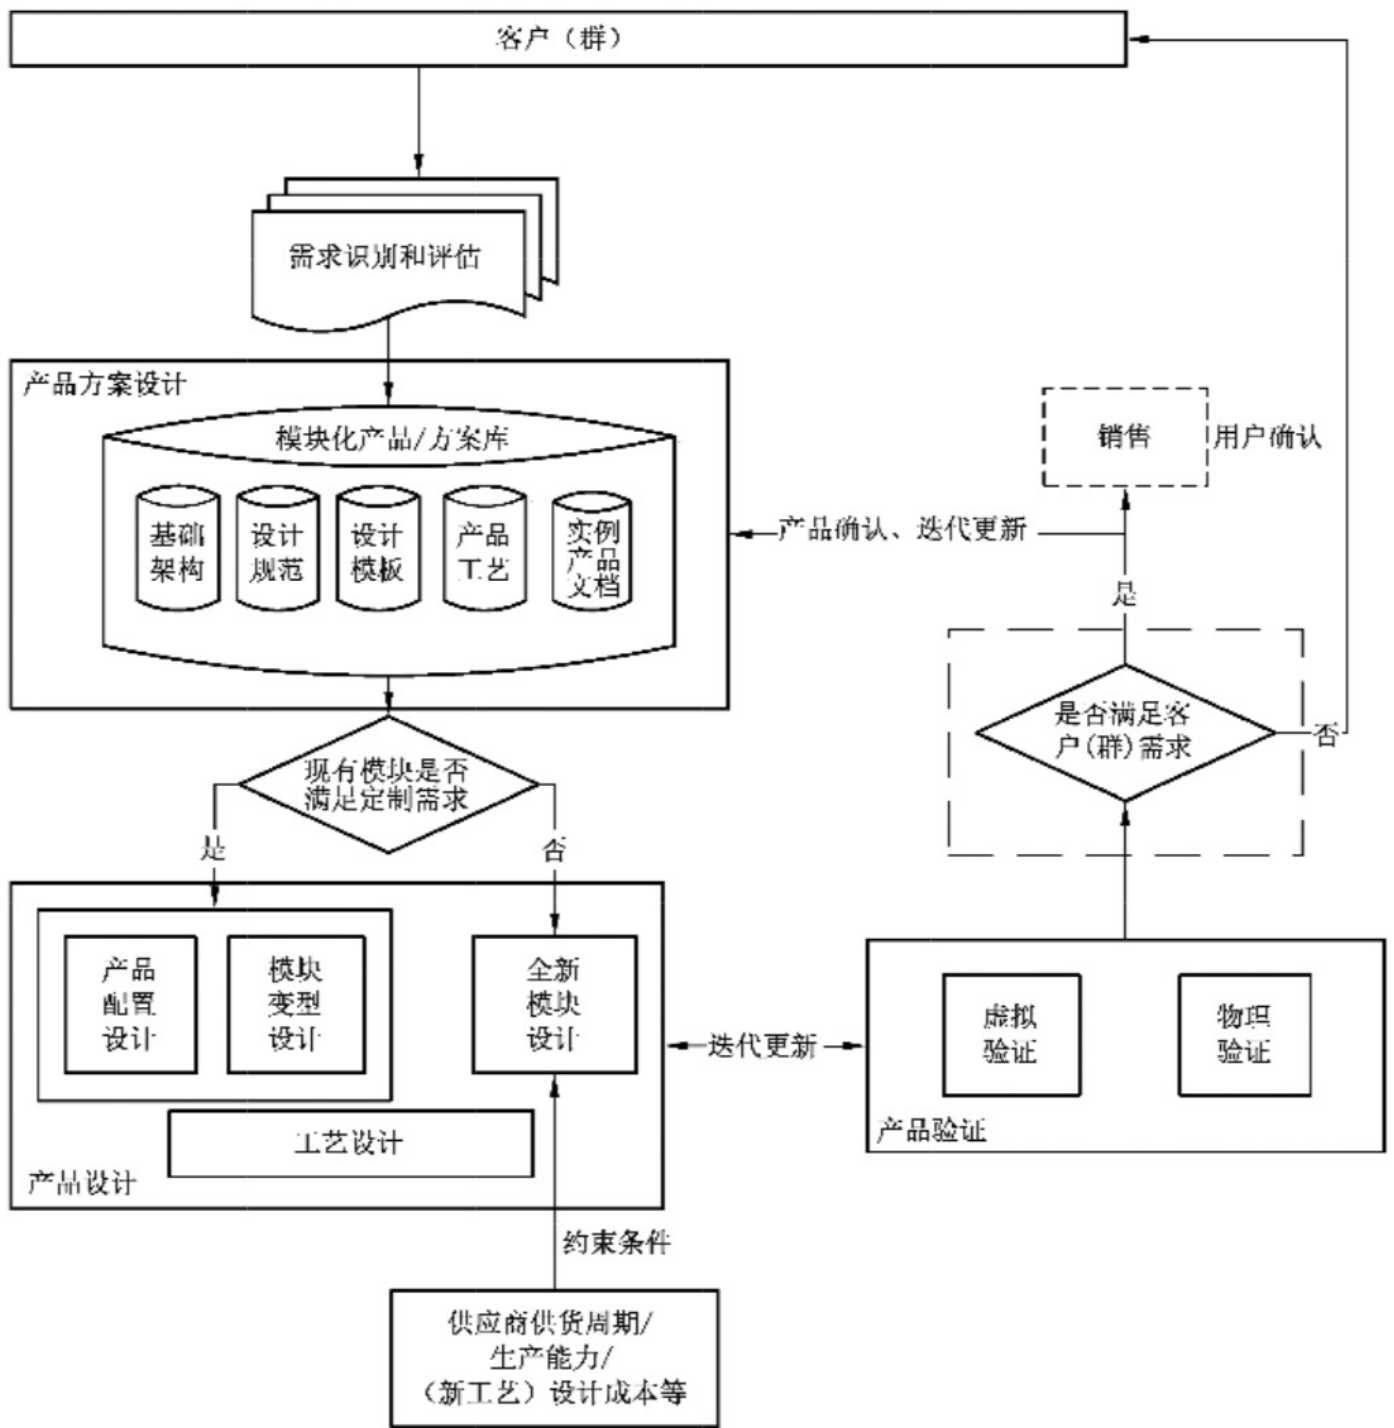 客户（群）
需求识别和评估
产品方案设计
模块化产品/方案库
基础
架构
设计
规范
设计
模板
产品
工艺
实例
产品
文档
产品确认、迭代更新
销售
用户确认
是
是否满足客
户(群)需求
否
现有模块是否
满足定制需求
是
否
产品
配置
设计
模块
变型
设计
全新
模块
设计
工艺设计
产品设计
迭代更新
虚拟
验证
物理
验证
产品验证
约束条件
供应商供货周期/
生产能力/
（新工艺）设计成本等